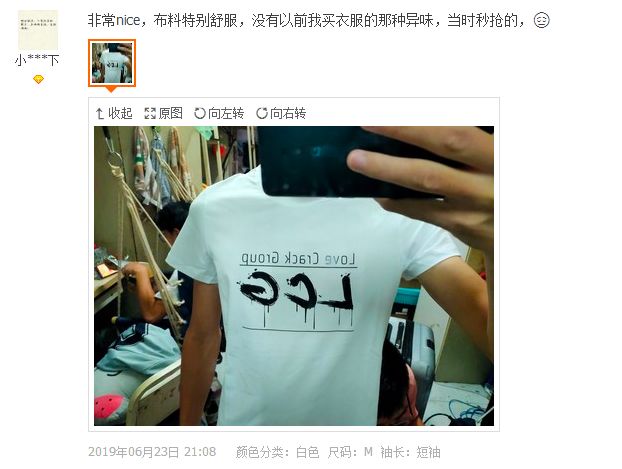 非常nice，布料特别舒服，没有以前我买衣服的那种异味，当时秒抢的，
小***下
收起 原图 向左转 向右转
Love Crack Group
LCG
2019年06月23日 21:08 颜色分类：白色 尺码：M 袖长：短袖